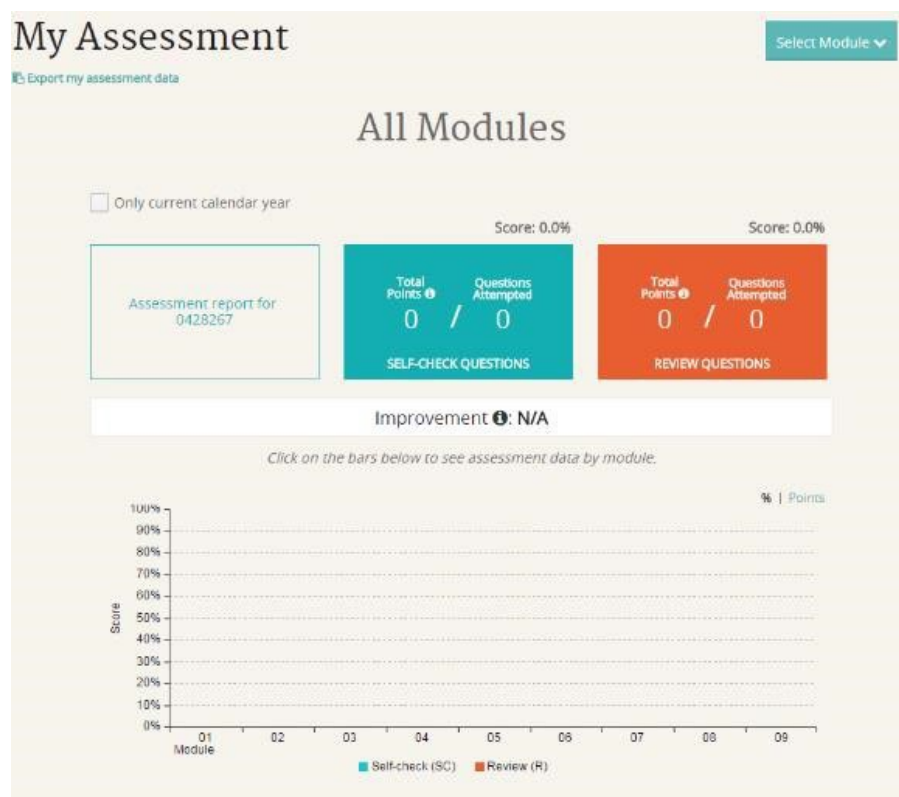 My Assessment
Select Module
Export my assessment data
All Modules
Only current calendar year
Score: 0.0%
Score: 0.0%
Assessment report for
0428267
Total Points
Questions Attempted
0 / 0
SELF-CHECK QUESTIONS
Total Points
Questions Attempted
0 / 0
REVIEW QUESTIONS
Improvement : N/A
Click on the bars below to see assessment data by module.
% | Points
100%
90%
80%
70%
60%
50%
40%
30%
20%
10%
0%
Score
01 02 03 04 05 06 07 08 09
Module
Self-check (SC) Review (R)